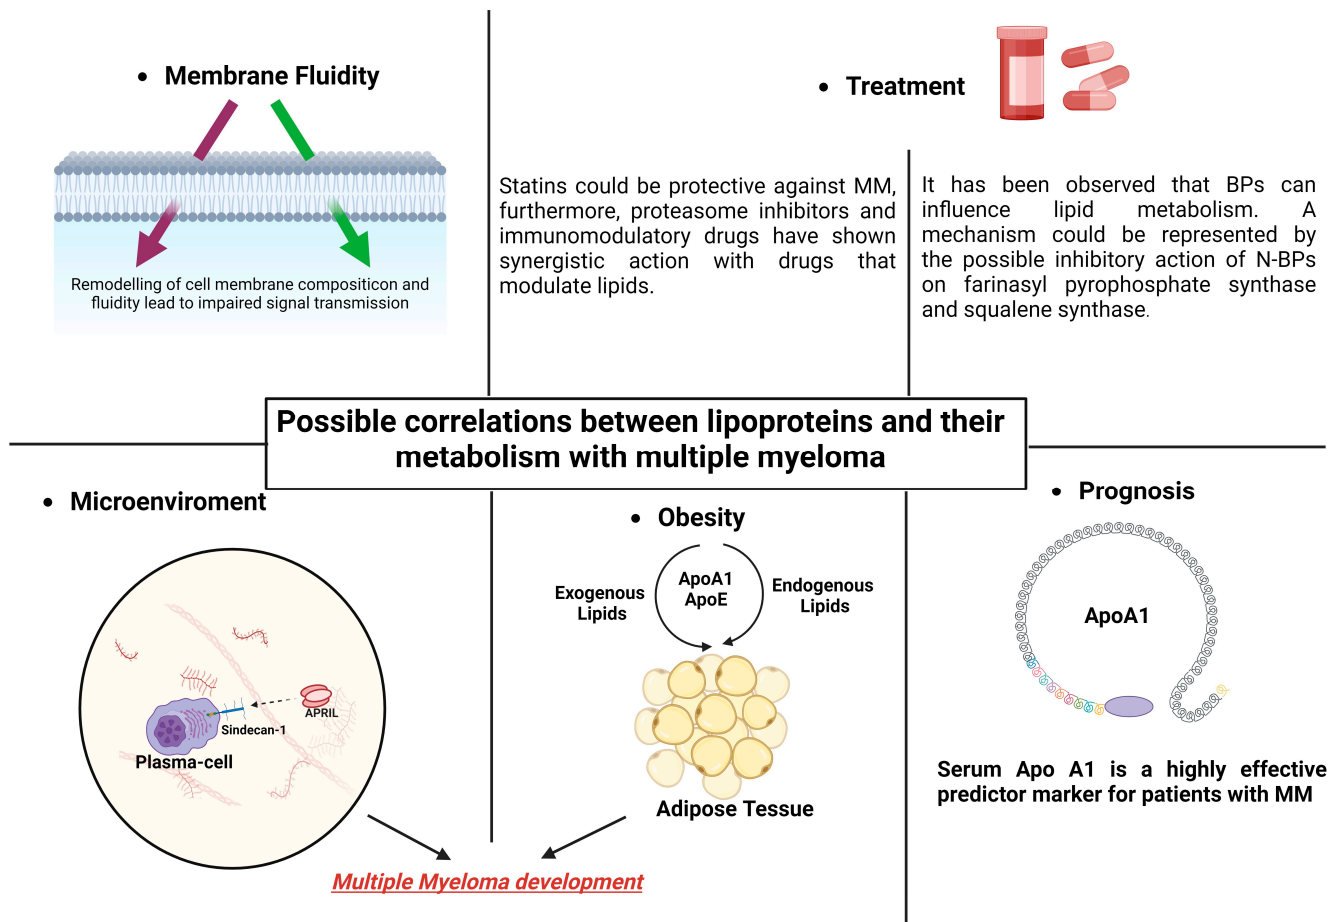 • Membrane Fluidity
Remodelling of cell membrane compositicon and
fluidity lead to impaired signal transmission
• Treatment
Statins could be protective against MM,
furthermore, proteasome inhibitors and
immunomodulatory drugs have shown
synergistic action with drugs that
modulate lipids.
It has been observed that BPs can
influence lipid metabolism. A
mechanism could be represented by
the possible inhibitory action of N-BPs
on farinasyl pyrophosphate synthase
and squalene synthase.
Possible correlations between lipoproteins and their
metabolism with multiple myeloma
• Microenviroment
APRIL
Sindecan-1
Plasma-cell
• Obesity
Exogenous
Lipids
ApoA1
ApoE
Endogenous
Lipids
Adipose Tessue
Multiple Myeloma development
• Prognosis
ApoA1
Serum Apo A1 is a highly effective
predictor marker for patients with MM